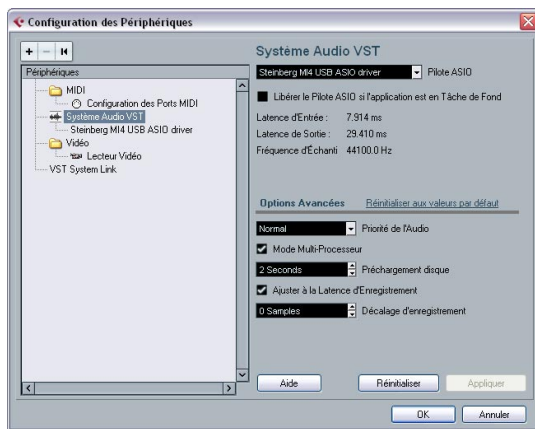 Configuration des Périphériques
Périphériques
MIDI
Configuration des Ports MIDI
Système Audio VST
Steinberg MI4 USB ASIO driver
Vidéo
Lecteur Vidéo
VST System Link
Système Audio VST
Steinberg MI4 USB ASIO driver Pilote ASIO
Libérer le Pilote ASIO si l'application est en Tâche de Fond
Latence d'Entrée : 7.914 ms
Latence de Sortie : 29.410 ms
Fréquence d'Échanti 44100.0 Hz
Options Avancées Réinitialiser aux valeurs par défaut
Normal Priorité de l'Audio
Mode Multi-Processeur
2 Seconds Préchargement disque
Ajuster à la Latence d'Enregistrement
0 Samples Décalage d'enregistrement
Aide Réinitialiser Appliquer
OK Annuler